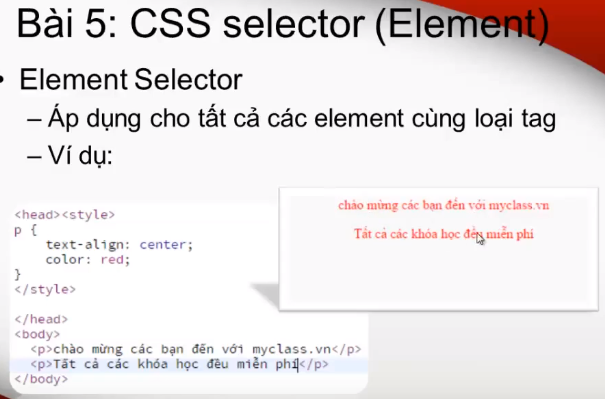 Bài 5: CSS selector (Element)
• Element Selector
– Áp dụng cho tất cả các element cùng loại tag
– Ví dụ:
<head><style>
p {
    text-align: center;
    color: red;
}
</style>
</head>
<body>
  <p>chào mừng các bạn đến với myclass.vn</p>
  <p>Tất cả các khóa học đều miễn phí</p>
</body>
chào mừng các bạn đến với myclass.vn
Tất cả các khóa học đều miễn phí